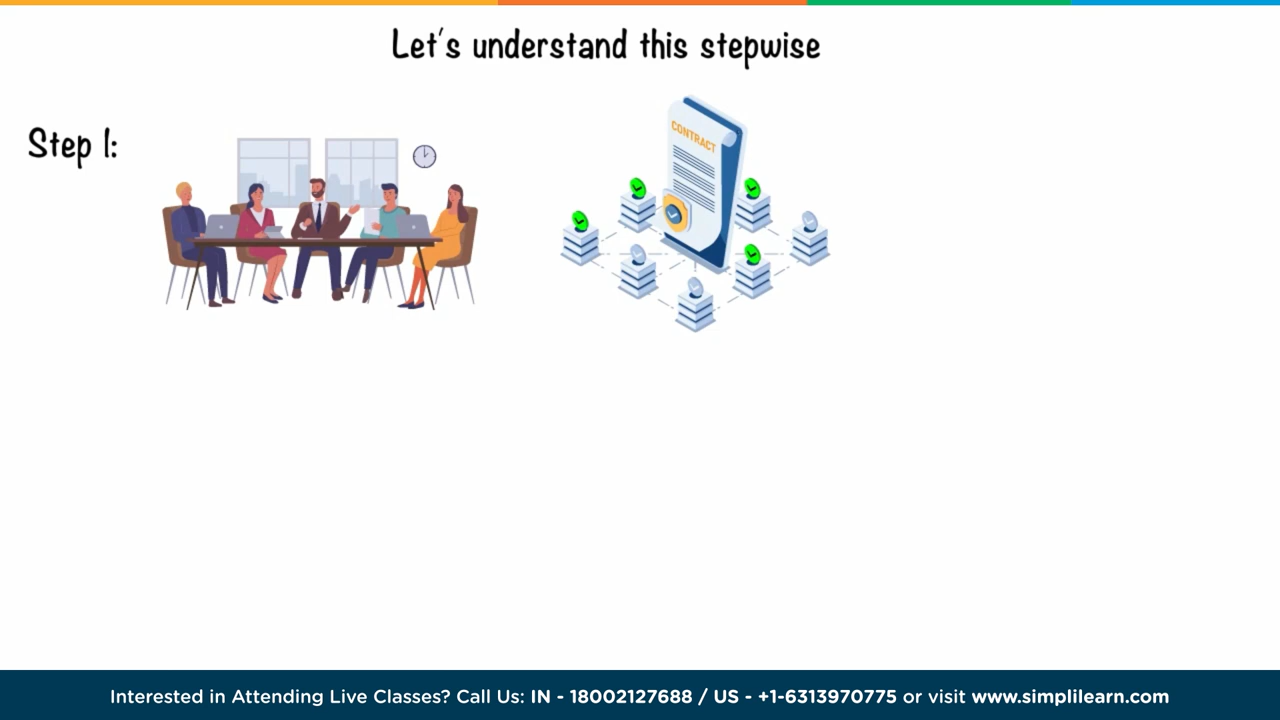 Let's understand this stepwise
Step 1:
CONTRACT
Interested in Attending Live Classes? Call Us: IN - 18002127688 / US - +1-6313970775 or visit www.simplilearn.com